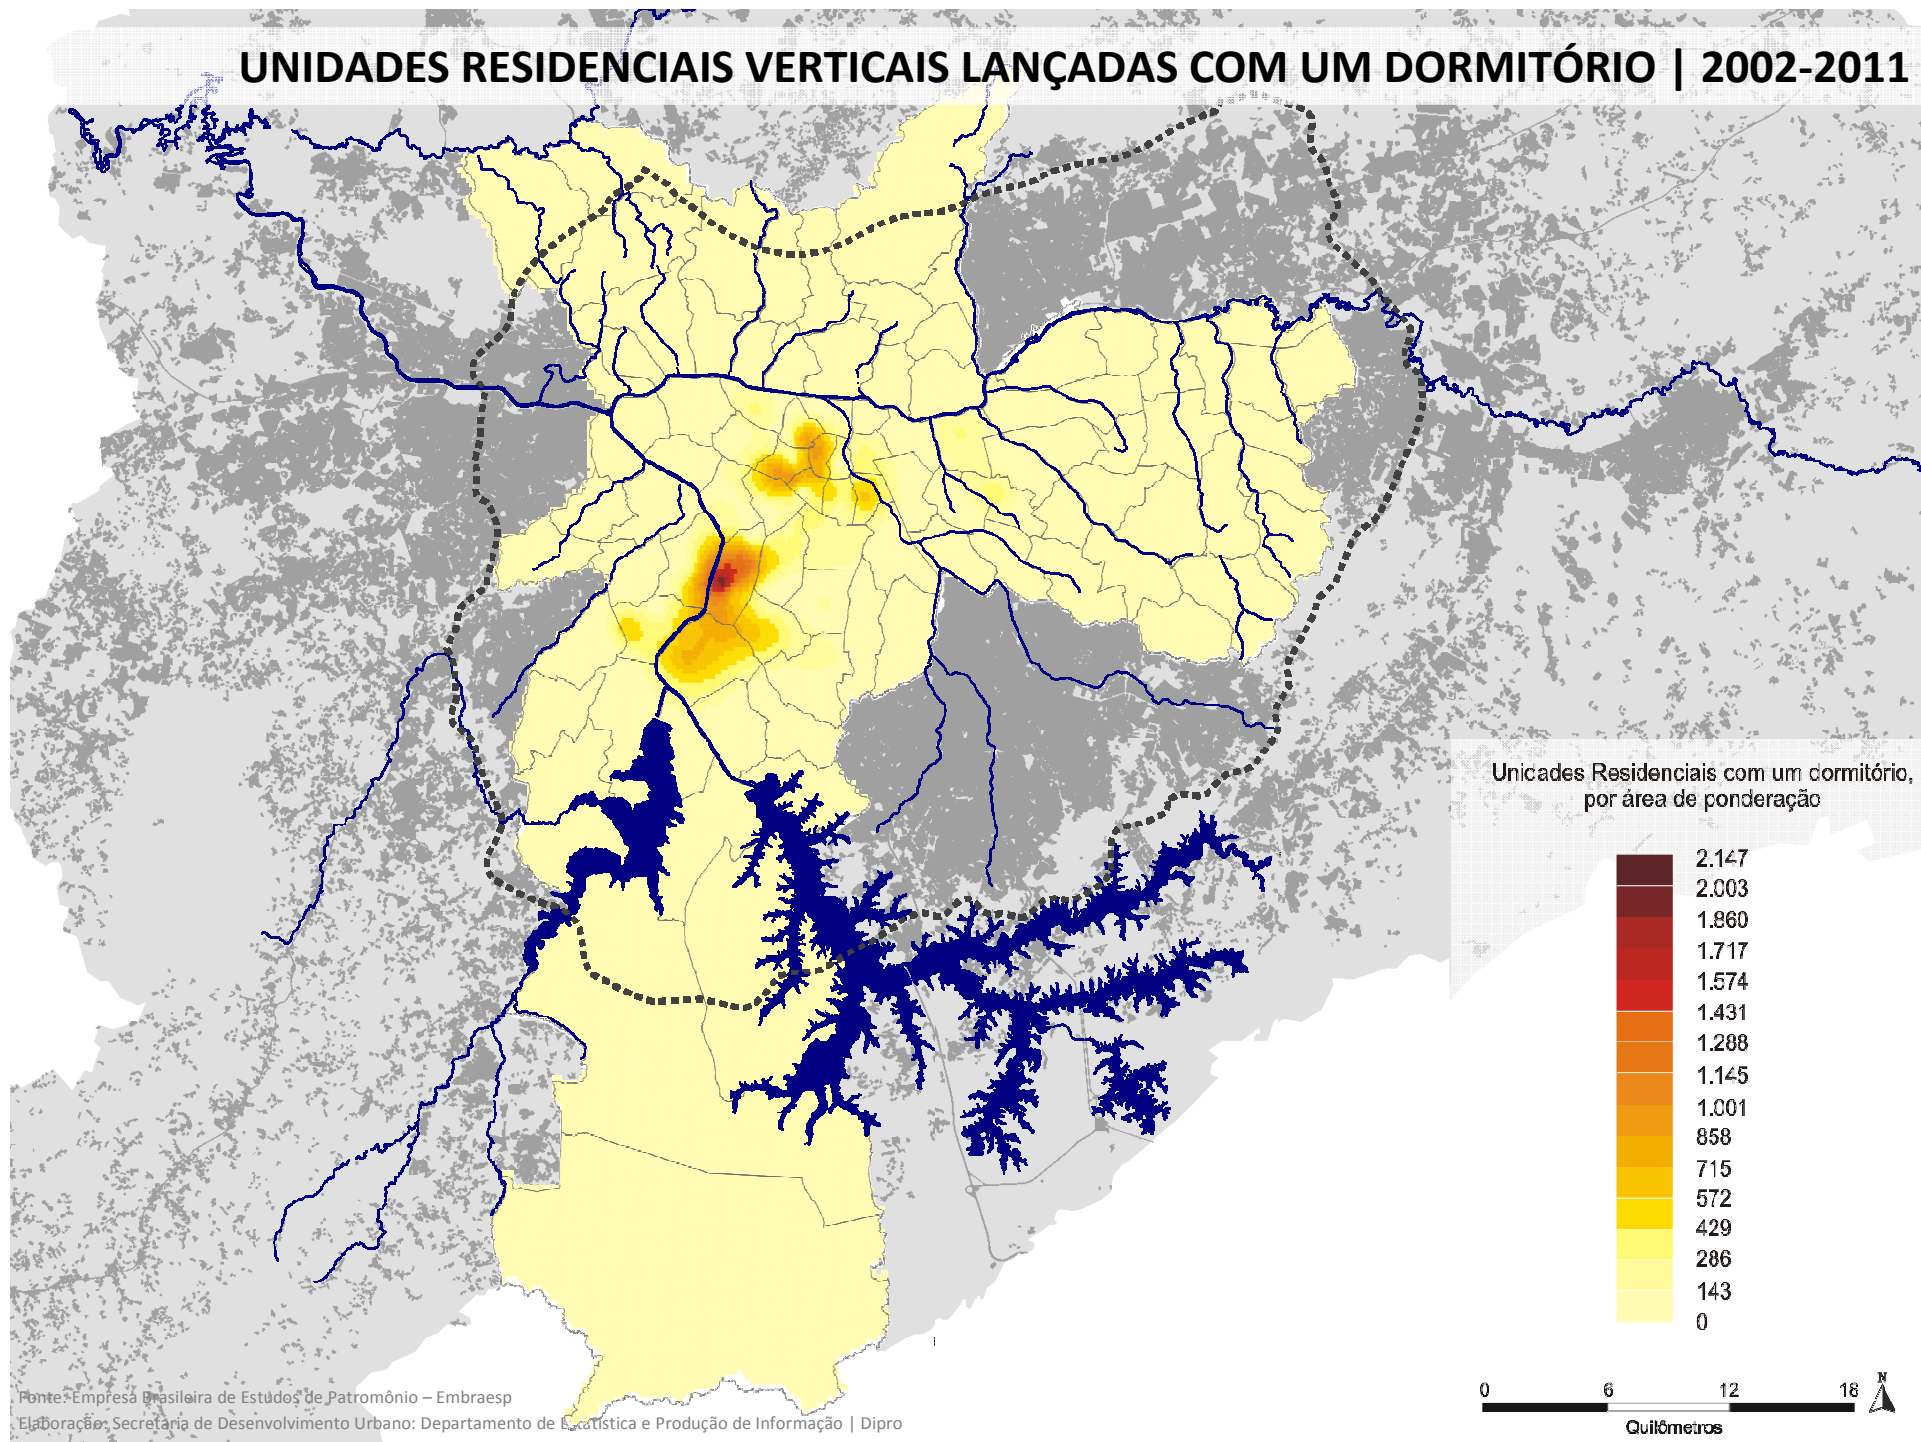 UNIDADES RESIDENCIAIS VERTICAIS LANÇADAS COM UM DORMITÓRIO | 2002-2011
Unicades Residenciais com um dormitório,
por área de ponderação
2.147
2.003
1.860
1.717
1.574
1.431
1.288
1.145
1.001
858
715
572
429
286
143
0
Fonte: Empresa Brasileira de Estudos de Patromônio – Embraesp
Elaboração: Secretaria de Desenvolvimento Urbano: Departamento de Estatística e Produção de Informação | Dipro
0 6 12 18
N
Quilômetros